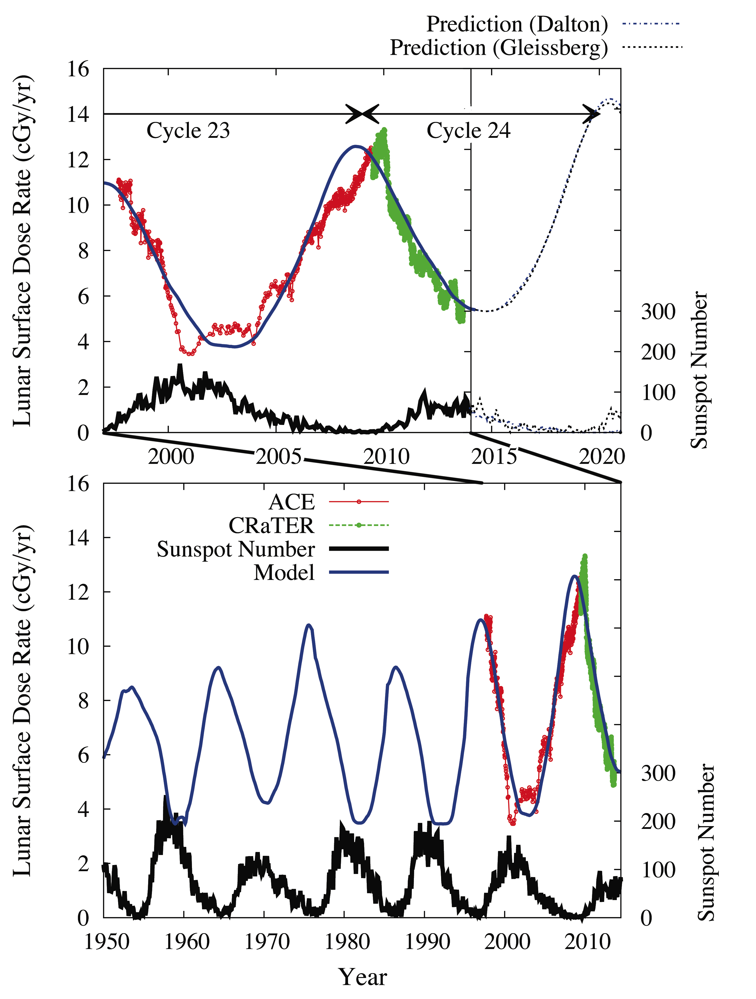 Prediction (Dalton)
Prediction (Gleissberg)
16
14
12
10
8
6
4
2
0
Lunar Surface Dose Rate (cGy/yr)
Cycle 23
Cycle 24
300
200
100
0
Sunspot Number
2000
2005
2010
2015
2020
16
14
12
10
8
6
4
2
0
Lunar Surface Dose Rate (cGy/yr)
ACE
CRaTER
Sunspot Number
Model
300
200
100
0
Sunspot Number
1950
1960
1970
1980
1990
2000
2010
Year